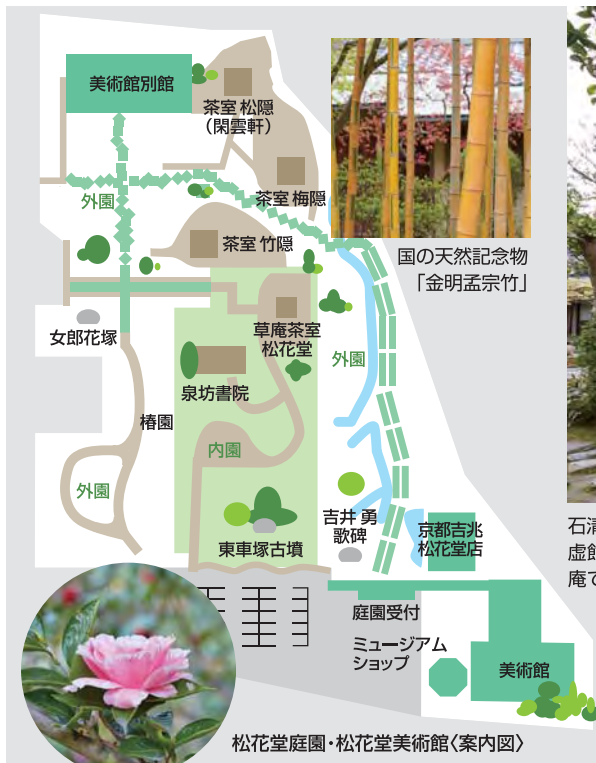 美術館別館
茶室 松隠
（閑雲軒）
茶室 梅隠
外園
茶室 竹隠
国の天然記念物
「金明孟宗竹」
女郎花塚
草庵茶室
松花堂
外園
泉坊書院
椿園
内園
外園
吉井 勇
歌碑
京都吉兆
松花堂店
東車塚古墳
石清
虚飾
庵で
庭園受付
ミュージアム
ショップ
美術館
松花堂庭園・松花堂美術館〈案内図〉